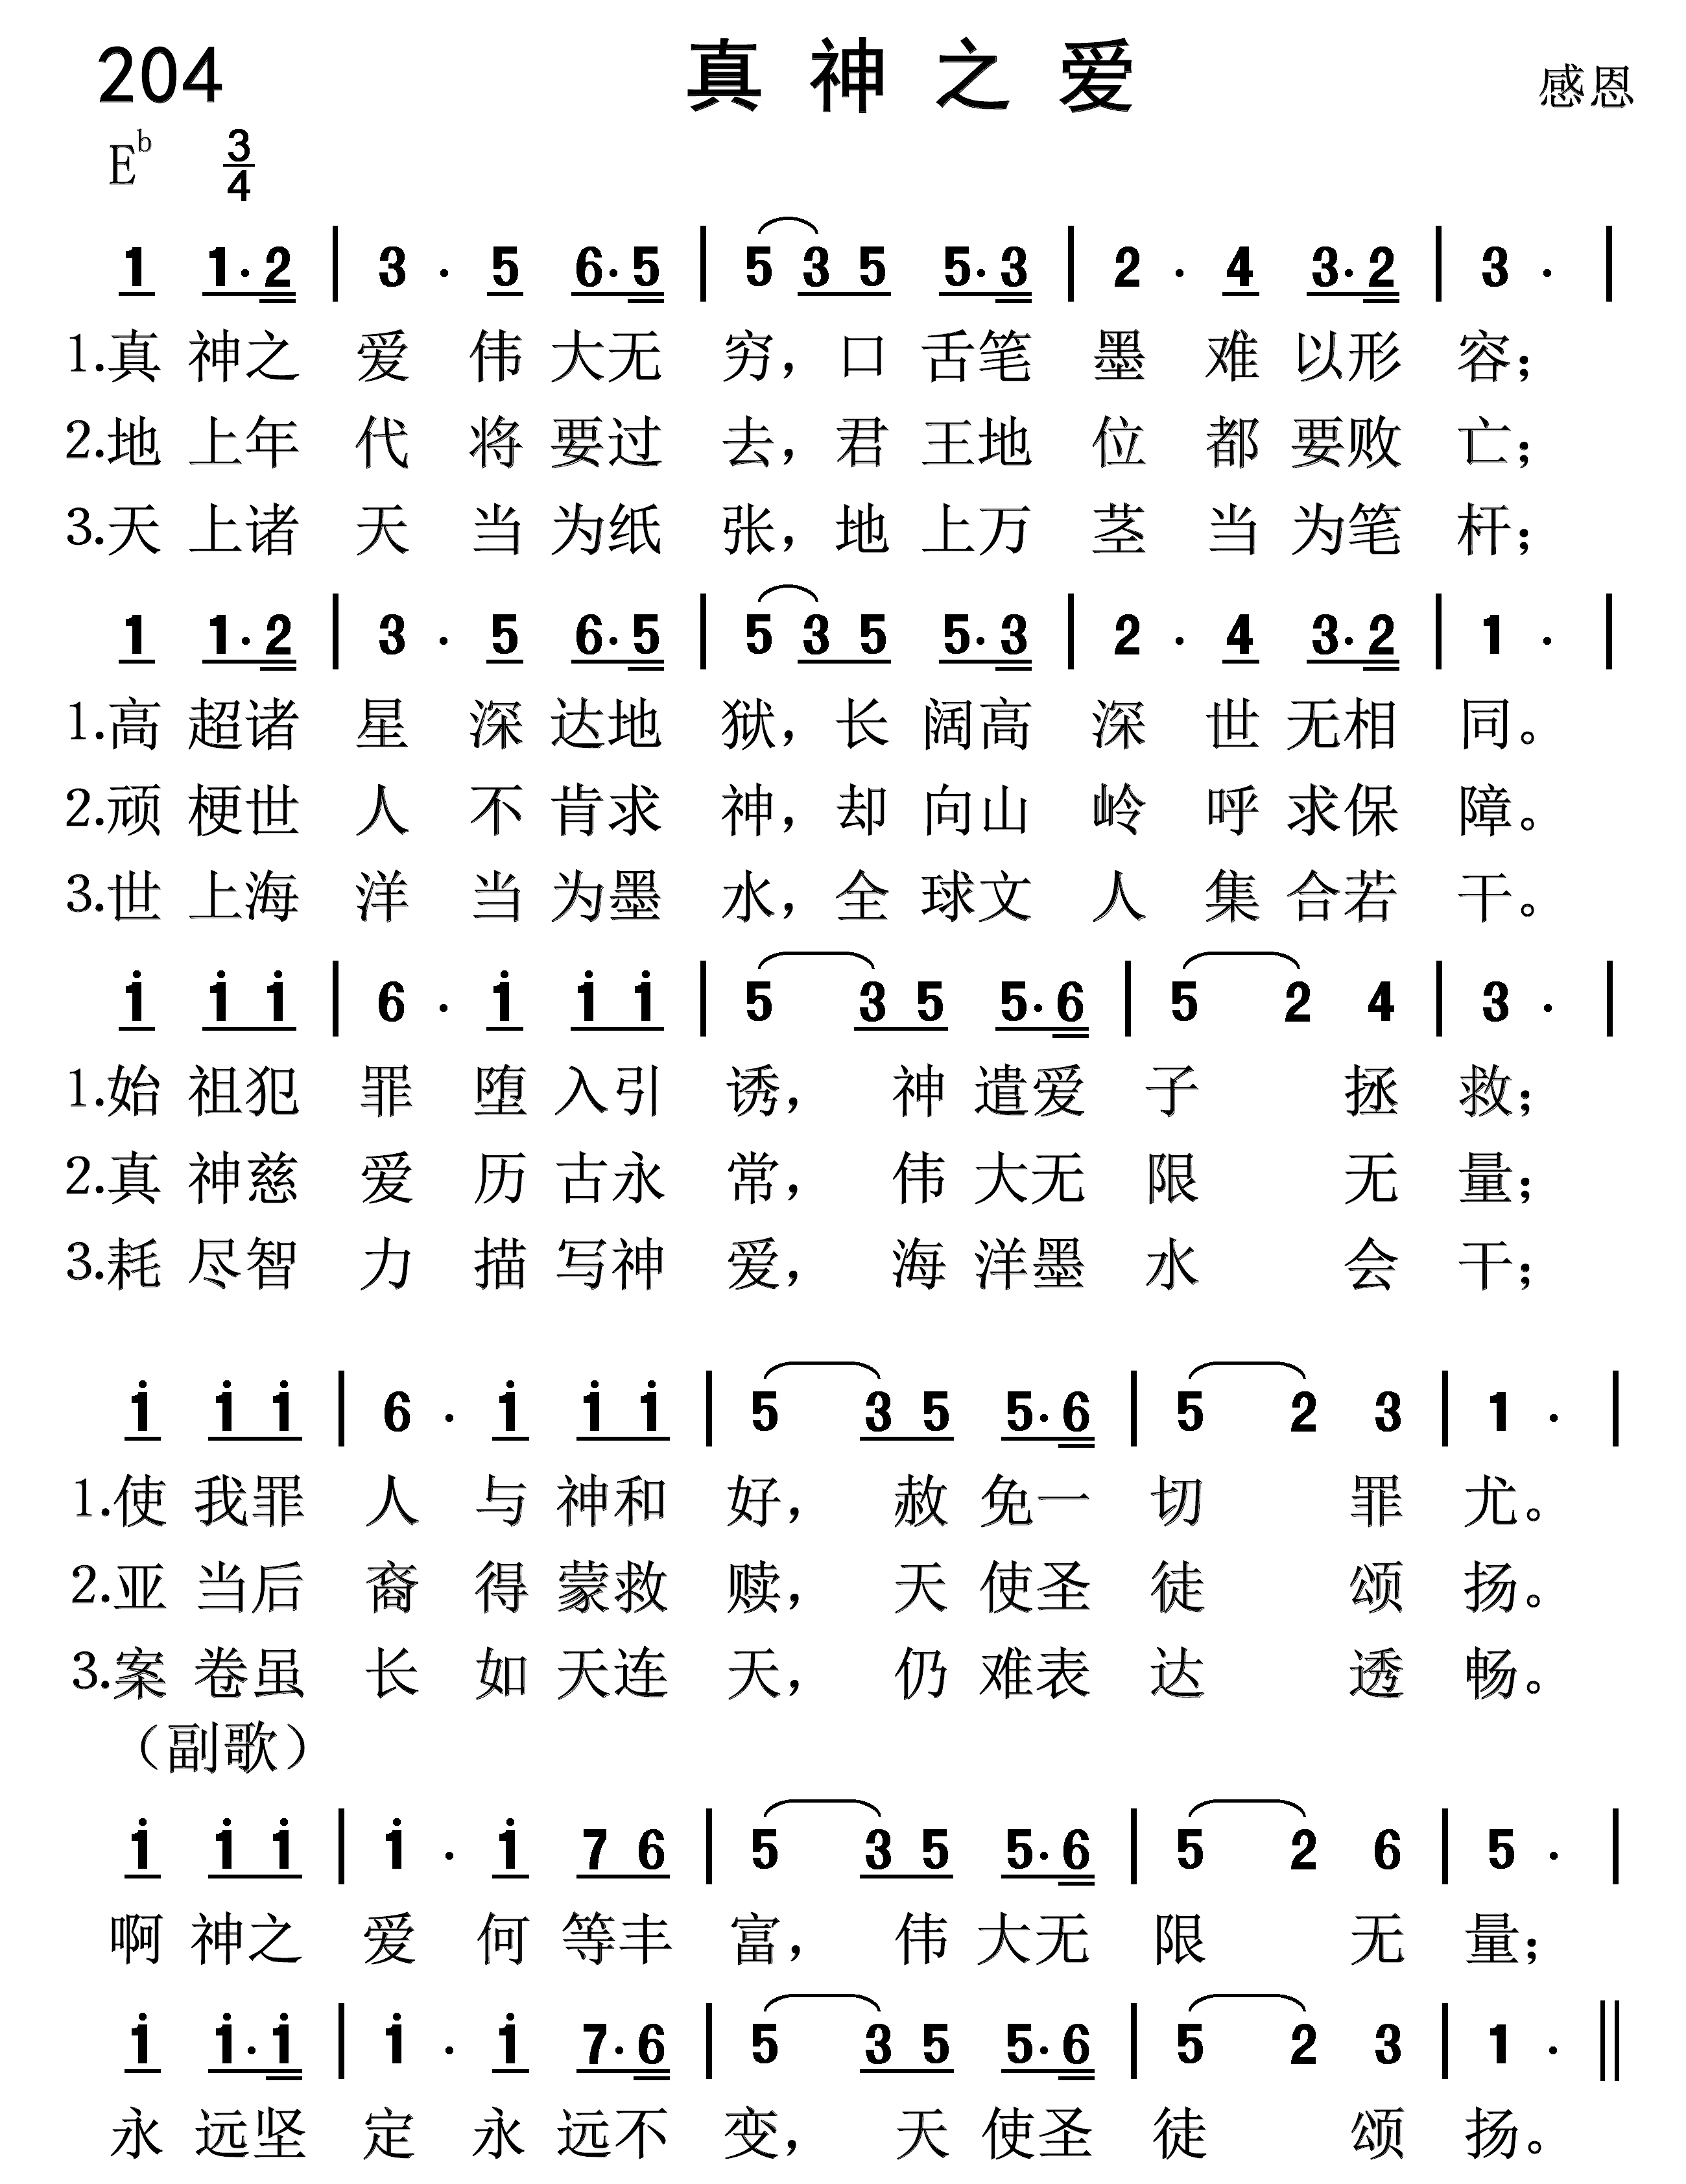 204 真神之爱 感恩
E^b 3/4
1 1·2 | 3 · 5 6·5 | 5 3 5 5·3 | 2 · 4 3·2 | 3 · |
1.真神之爱伟大无穷，口舌笔墨难以形容；
2.地上年代将要过去，君王地位都要败亡；
3.天上诸天当为纸张，地上万茎当为笔杆；
1 1·2 | 3 · 5 6·5 | 5 3 5 5·3 | 2 · 4 3·2 | 1 · |
1.高超诸星深达地狱，长阔高深世无相同。
2.顽梗世人不肯求神，却向山岭呼求保障。
3.世上海洋当为墨水，全球文人集合若干。
i i i | 6 · i i i | 5 3 5 5·6 | 5 2 4 | 3 · |
1.始祖犯罪堕入引诱，神遣爱子拯救；
2.真神慈爱历古永常，伟大无限无量；
3.耗尽智力描写神爱，海洋墨水会干；
i i i | 6 · i i i | 5 3 5 5·6 | 5 2 3 | 1 · |
1.使我罪人与神和好，赦免一切罪尤。
2.亚当后裔得蒙救赎，天使圣徒颂扬。
3.案卷虽长如天连天，仍难表达透畅。
（副歌）
i i i | i · i 7 6 | 5 3 5 5·6 | 5 2 6 | 5 · |
啊神之爱何等丰富，伟大无限无量；
i i·i | i · i 7·6 | 5 3 5 5·6 | 5 2 3 | 1 · ||
永远坚定永远不变，天使圣徒颂扬。